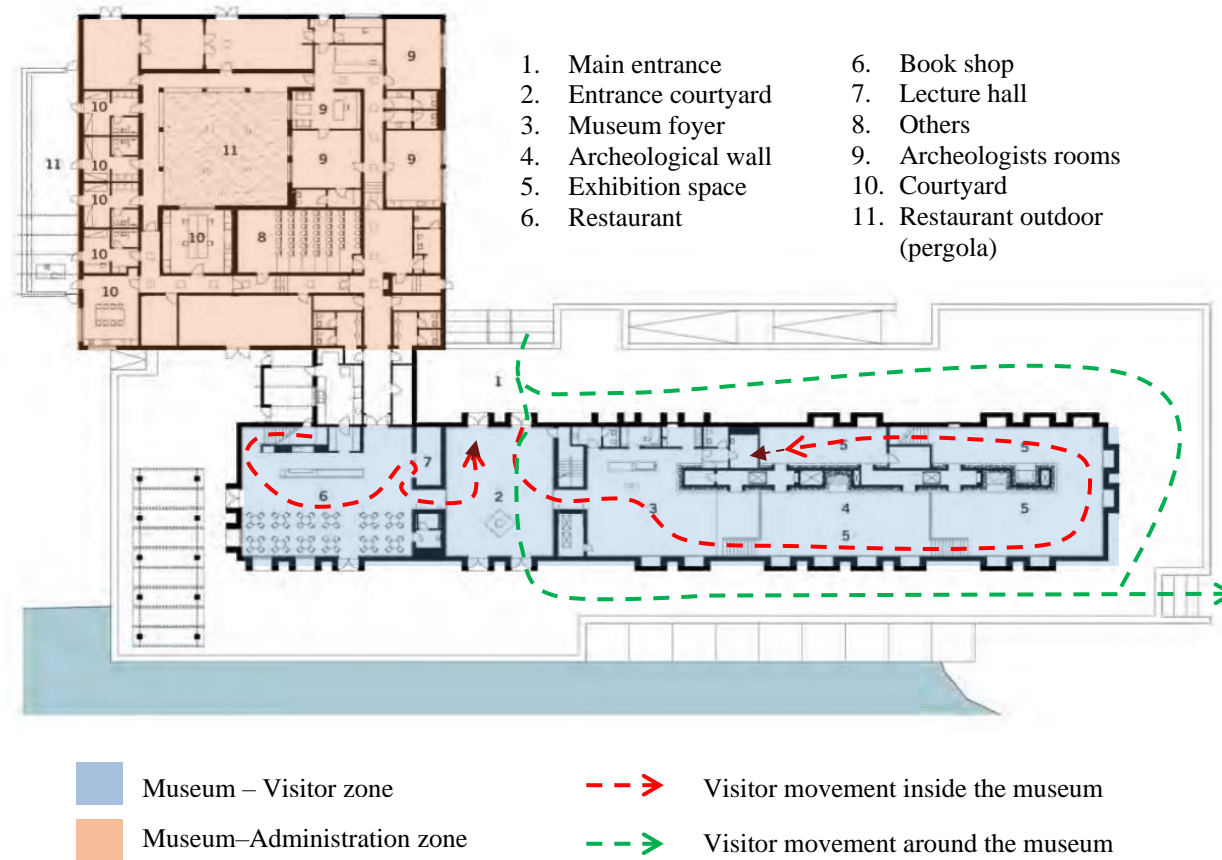 1. Main entrance
2. Entrance courtyard
3. Museum foyer
4. Archeological wall
5. Exhibition space
6. Restaurant
6. Book shop
7. Lecture hall
8. Others
9. Archeologists rooms
10. Courtyard
11. Restaurant outdoor
(pergola)
9
10
9
11
10
11
9
9
10
10
8
10
10
1
7
5
5
6
2
3
4
5
5
Museum – Visitor zone
Visitor movement inside the museum
Museum–Administration zone
Visitor movement around the museum